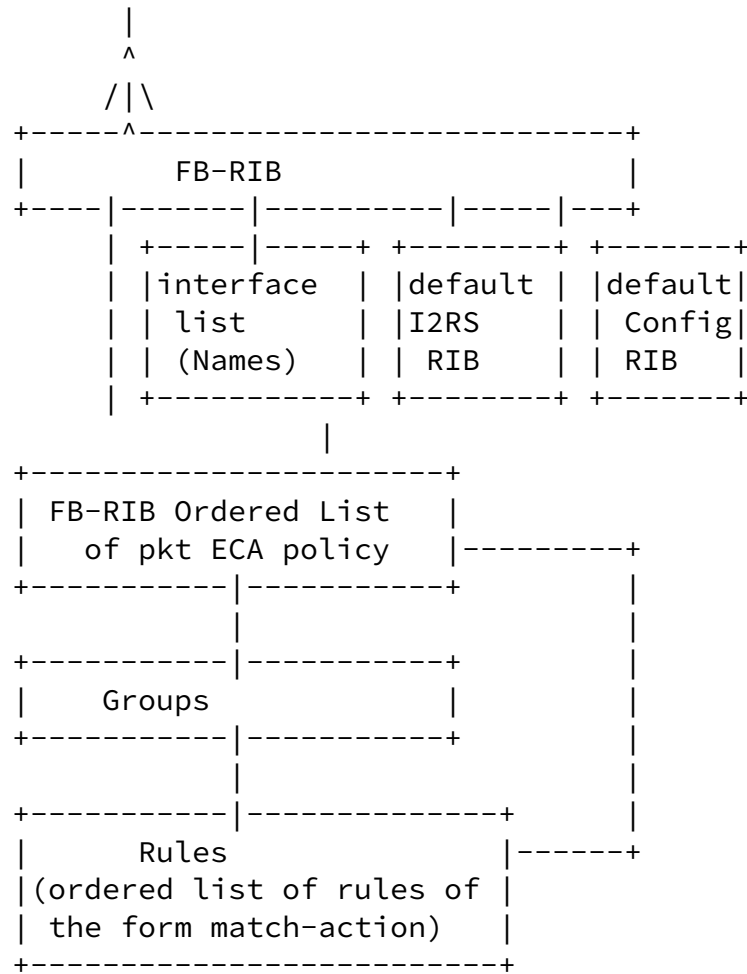 FB-RIB
interface default default
list I2RS Config
(Names) RIB RIB
FB-RIB Ordered List
of pkt ECA policy
Groups
Rules
(ordered list of rules of
the form match-action)